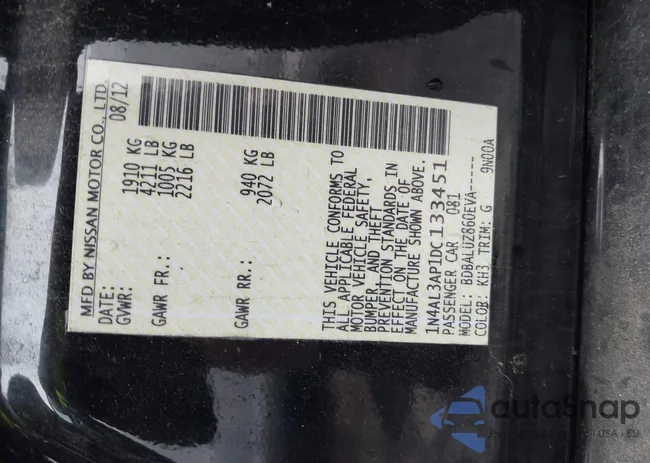 MFD BY NISSAN MOTOR CO., LTD.
DATE: 08/12
GVWR: 1910 KG
4211 LB
GAWR FR.: 1005 KG
2216 LB
GAWR RR.: 940 KG
2072 LB
THIS VEHICLE CONFORMS TO
ALL APPLICABLE FEDERAL
MOTOR VEHICLE SAFETY,
BUMPER, AND THEFT
PREVENTION STANDARDS IN
EFFECT ON THE DATE OF
MANUFACTURE SHOWN ABOVE.
1N4AL3AP1DC133451
PASSENGER CAR 081
MODEL: BDBALUZ860EVA-----
COLOR: KH3 TRIM: G 9N00A
autoSnap
USA - EU